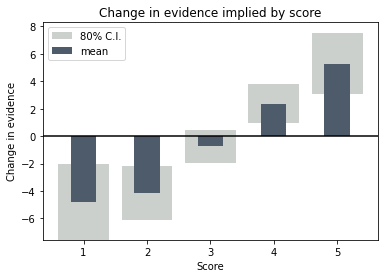 Change in evidence implied by score
80% C.I.
mean
Change in evidence
8
6
4
2
0
−2
−4
−6
1 2 3 4 5
Score